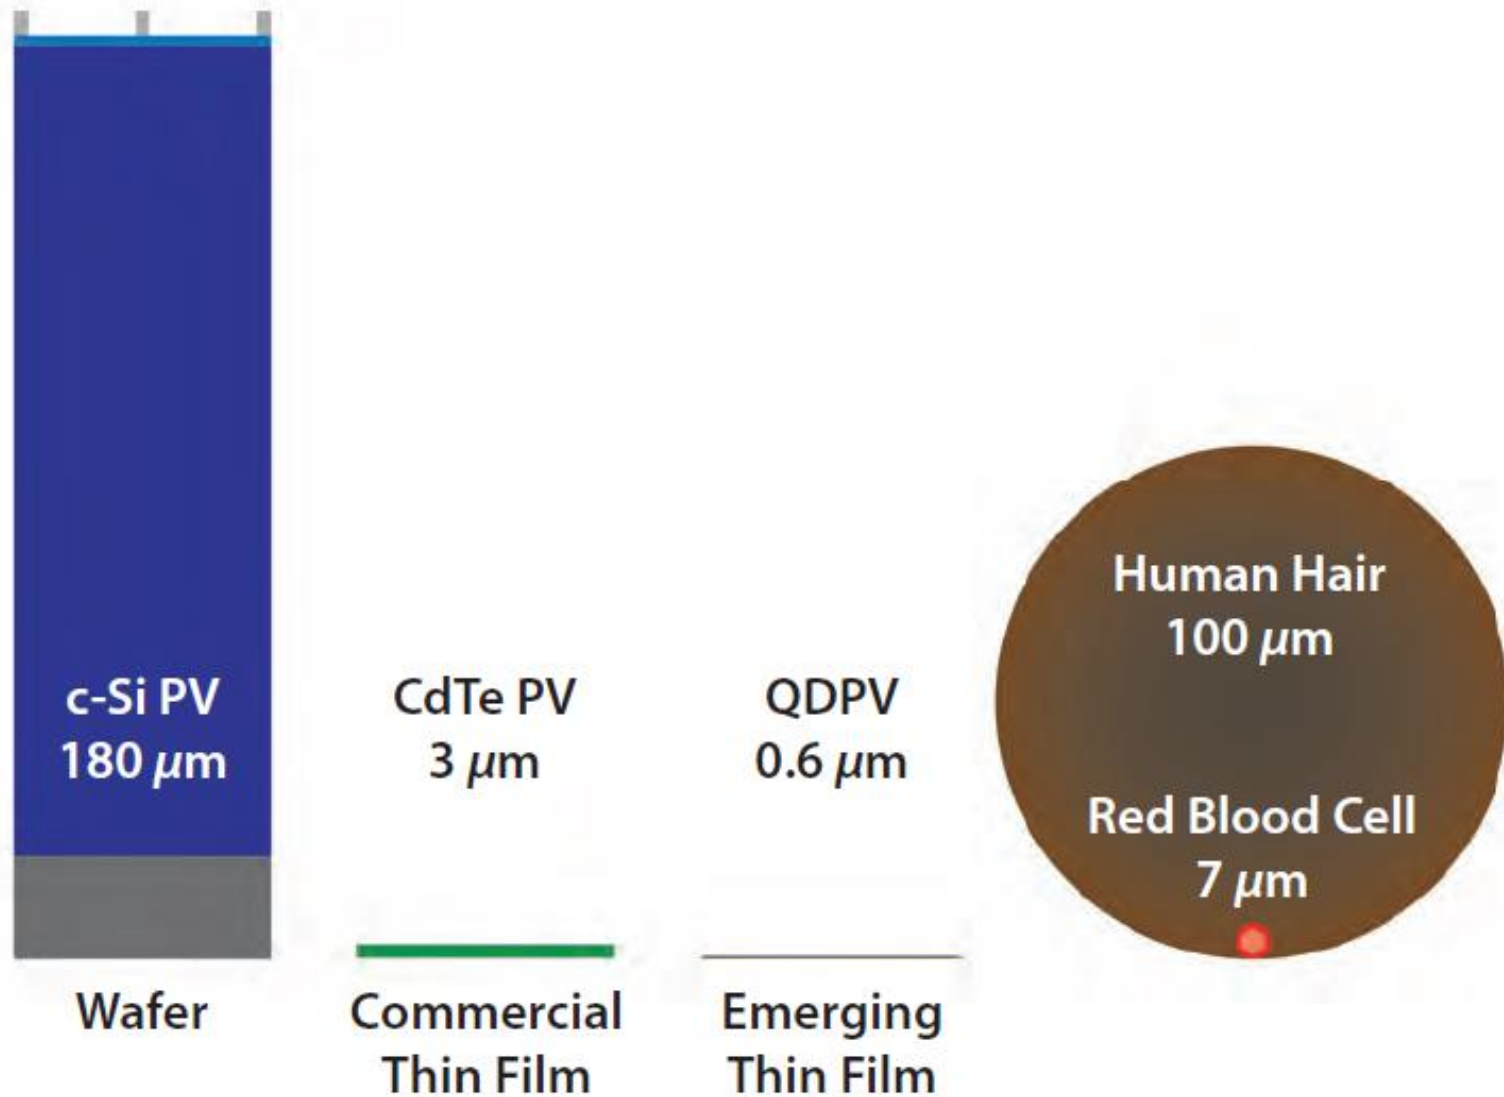 c-Si PV
180 μm
CdTe PV
3 μm
QDPV
0.6 μm
Human Hair
100 μm
Red Blood Cell
7 μm
Wafer
Commercial
Thin Film
Emerging
Thin Film